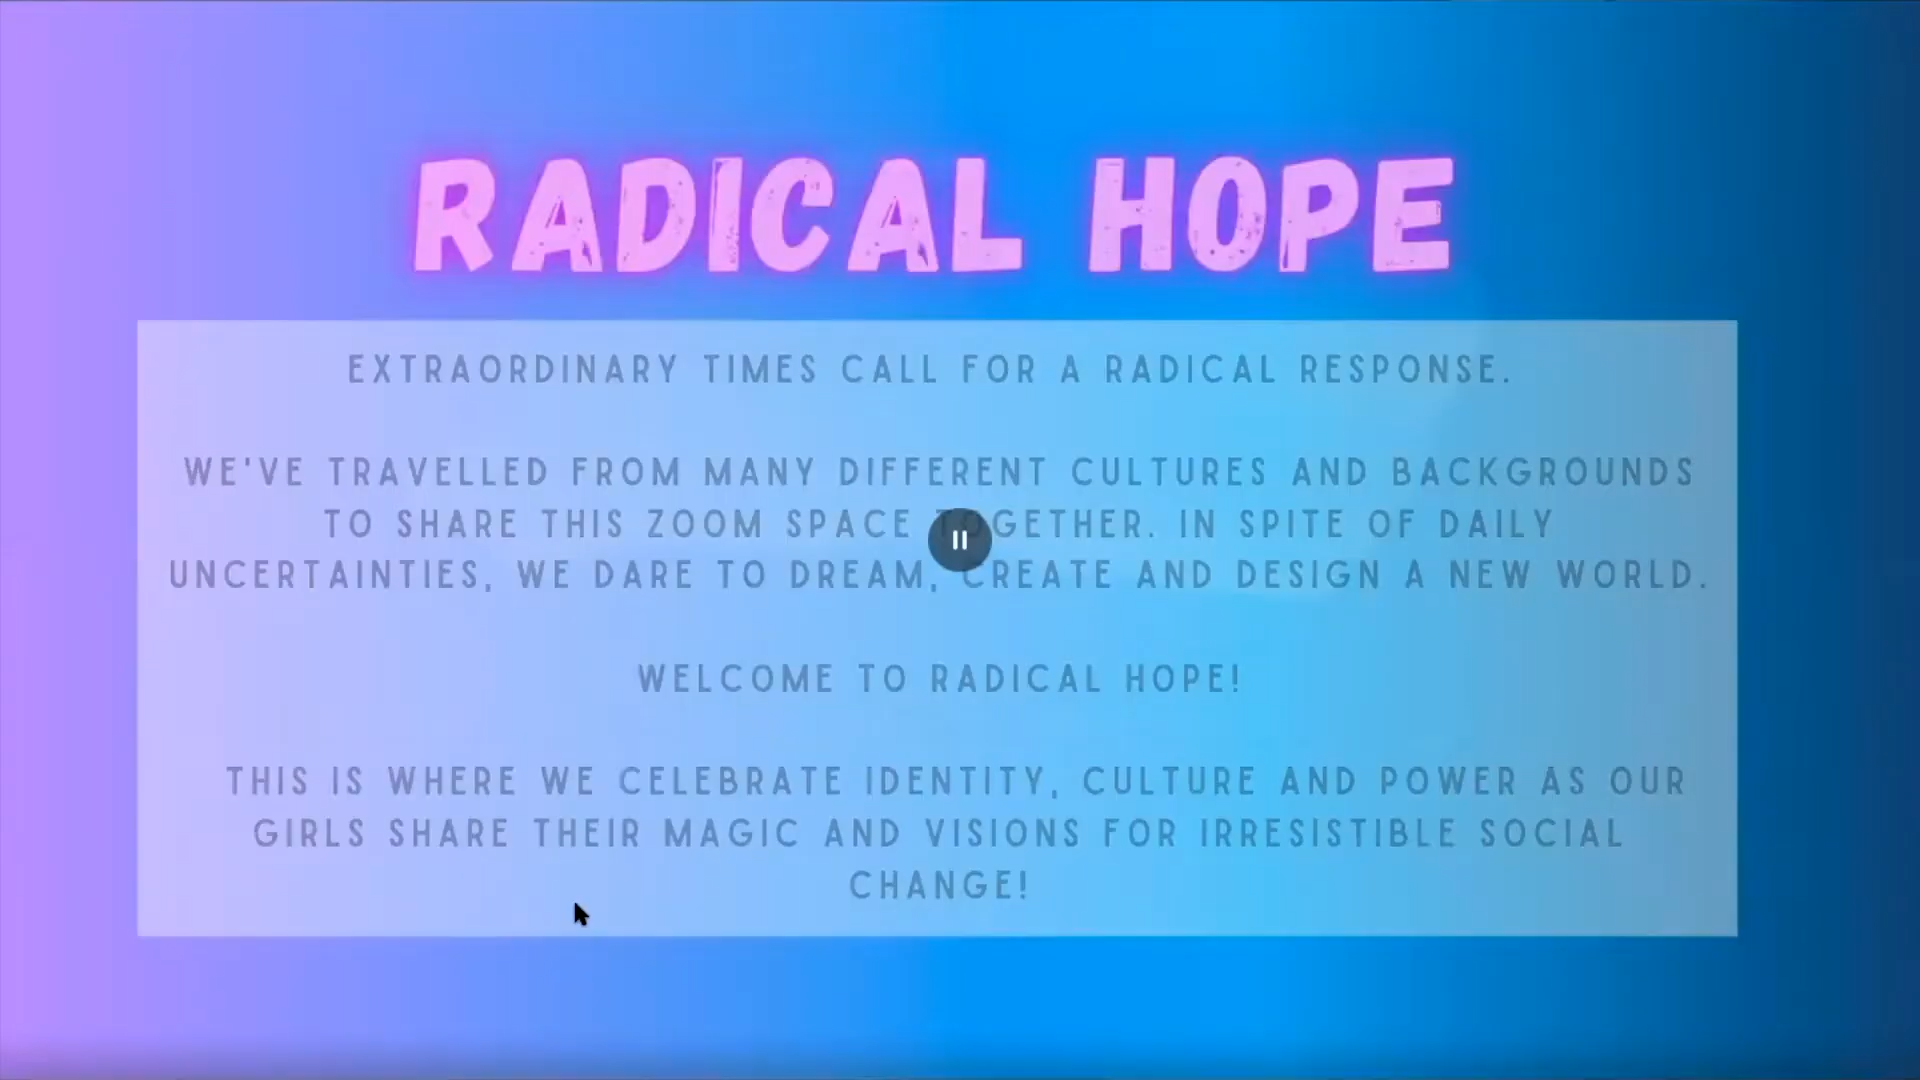 RADICAL HOPE
EXTRAORDINARY TIMES CALL FOR A RADICAL RESPONSE.
WE'VE TRAVELLED FROM MANY DIFFERENT CULTURES AND BACKGROUNDS
TO SHARE THIS ZOOM SPACE TOGETHER. IN SPITE OF DAILY
UNCERTAINTIES, WE DARE TO DREAM, CREATE AND DESIGN A NEW WORLD.
WELCOME TO RADICAL HOPE!
THIS IS WHERE WE CELEBRATE IDENTITY, CULTURE AND POWER AS OUR
GIRLS SHARE THEIR MAGIC AND VISIONS FOR IRRESISTIBLE SOCIAL
CHANGE!